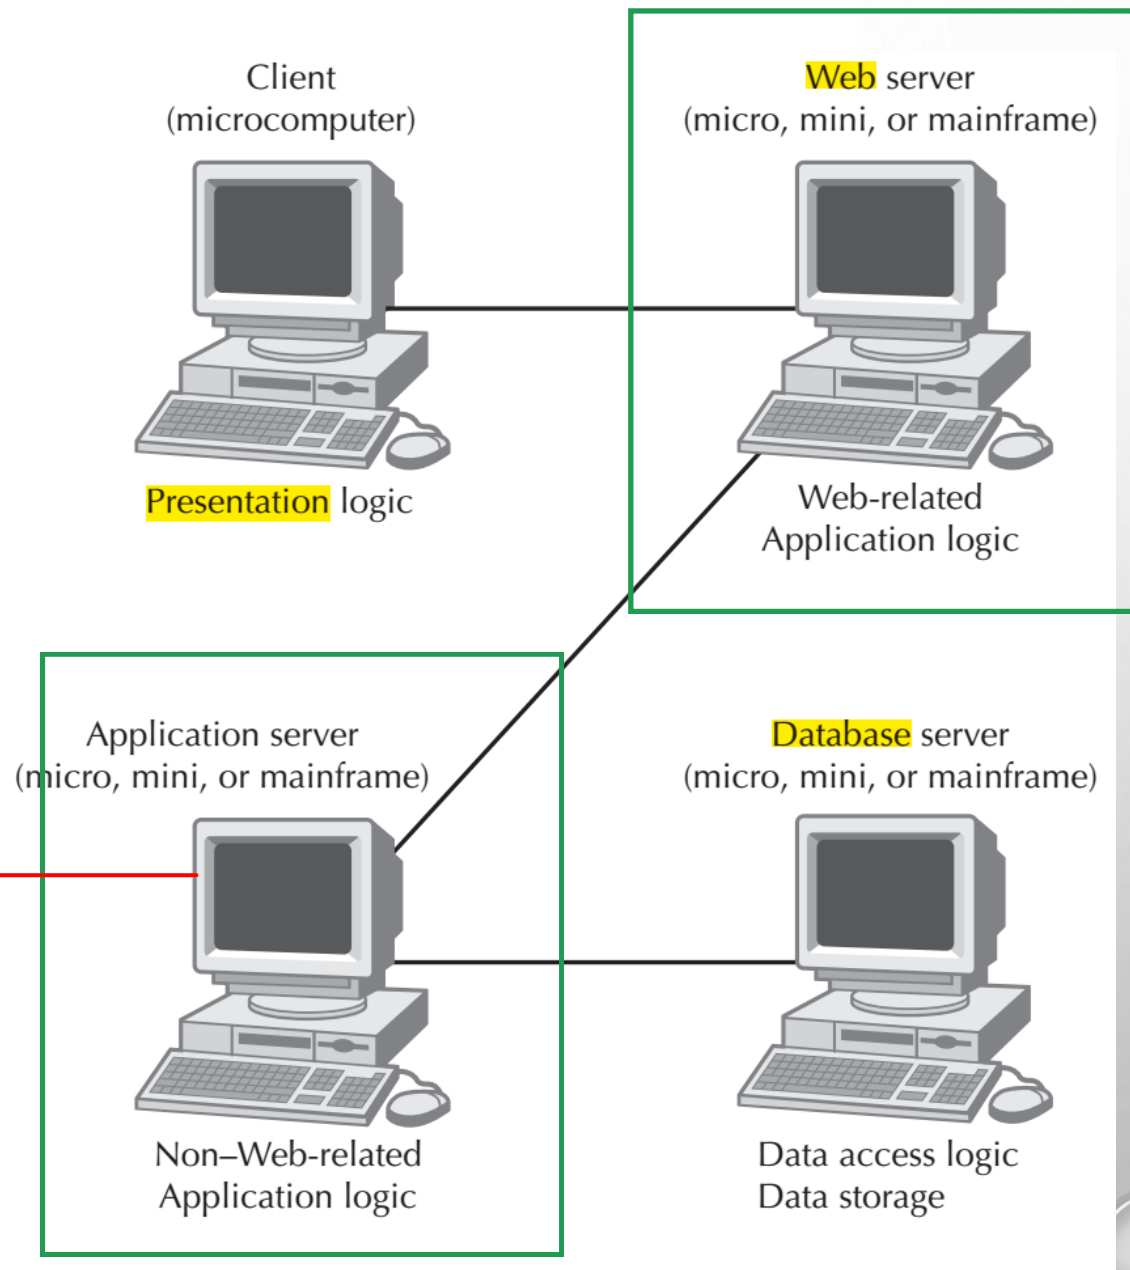 Client
(microcomputer)
Presentation logic
Web server
(micro, mini, or mainframe)
Web-related
Application logic
Application server
(micro, mini, or mainframe)
Non–Web-related
Application logic
Database server
(micro, mini, or mainframe)
Data access logic
Data storage